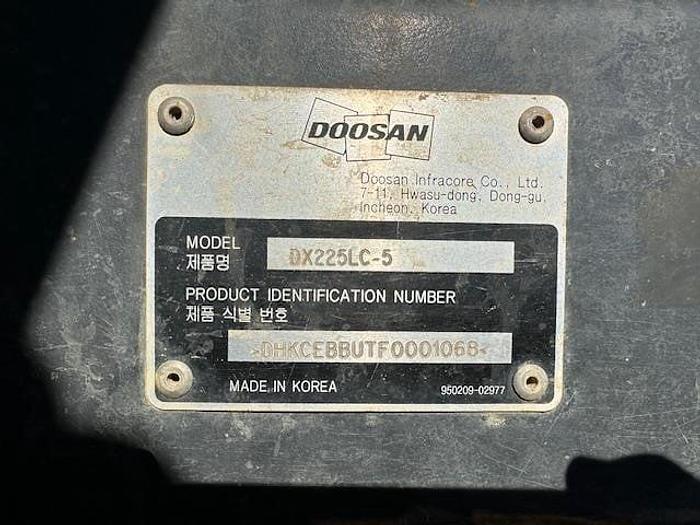 DOOSAN
Doosan Infracore Co., Ltd.
7-11, Hwasu-dong, Dong-gu,
Incheon, Korea
MODEL
제품명
DX225LC-5
PRODUCT IDENTIFICATION NUMBER
제품 식별 번호
>DHKCEBBUTF0001068<
MADE IN KOREA
950209-02977